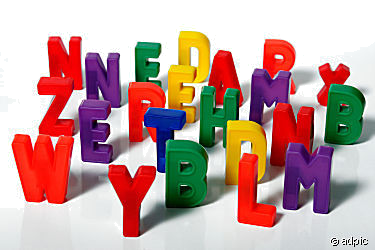 N N E D A R Y
Z E R E H M B
T D
W Y B L M
© adpic